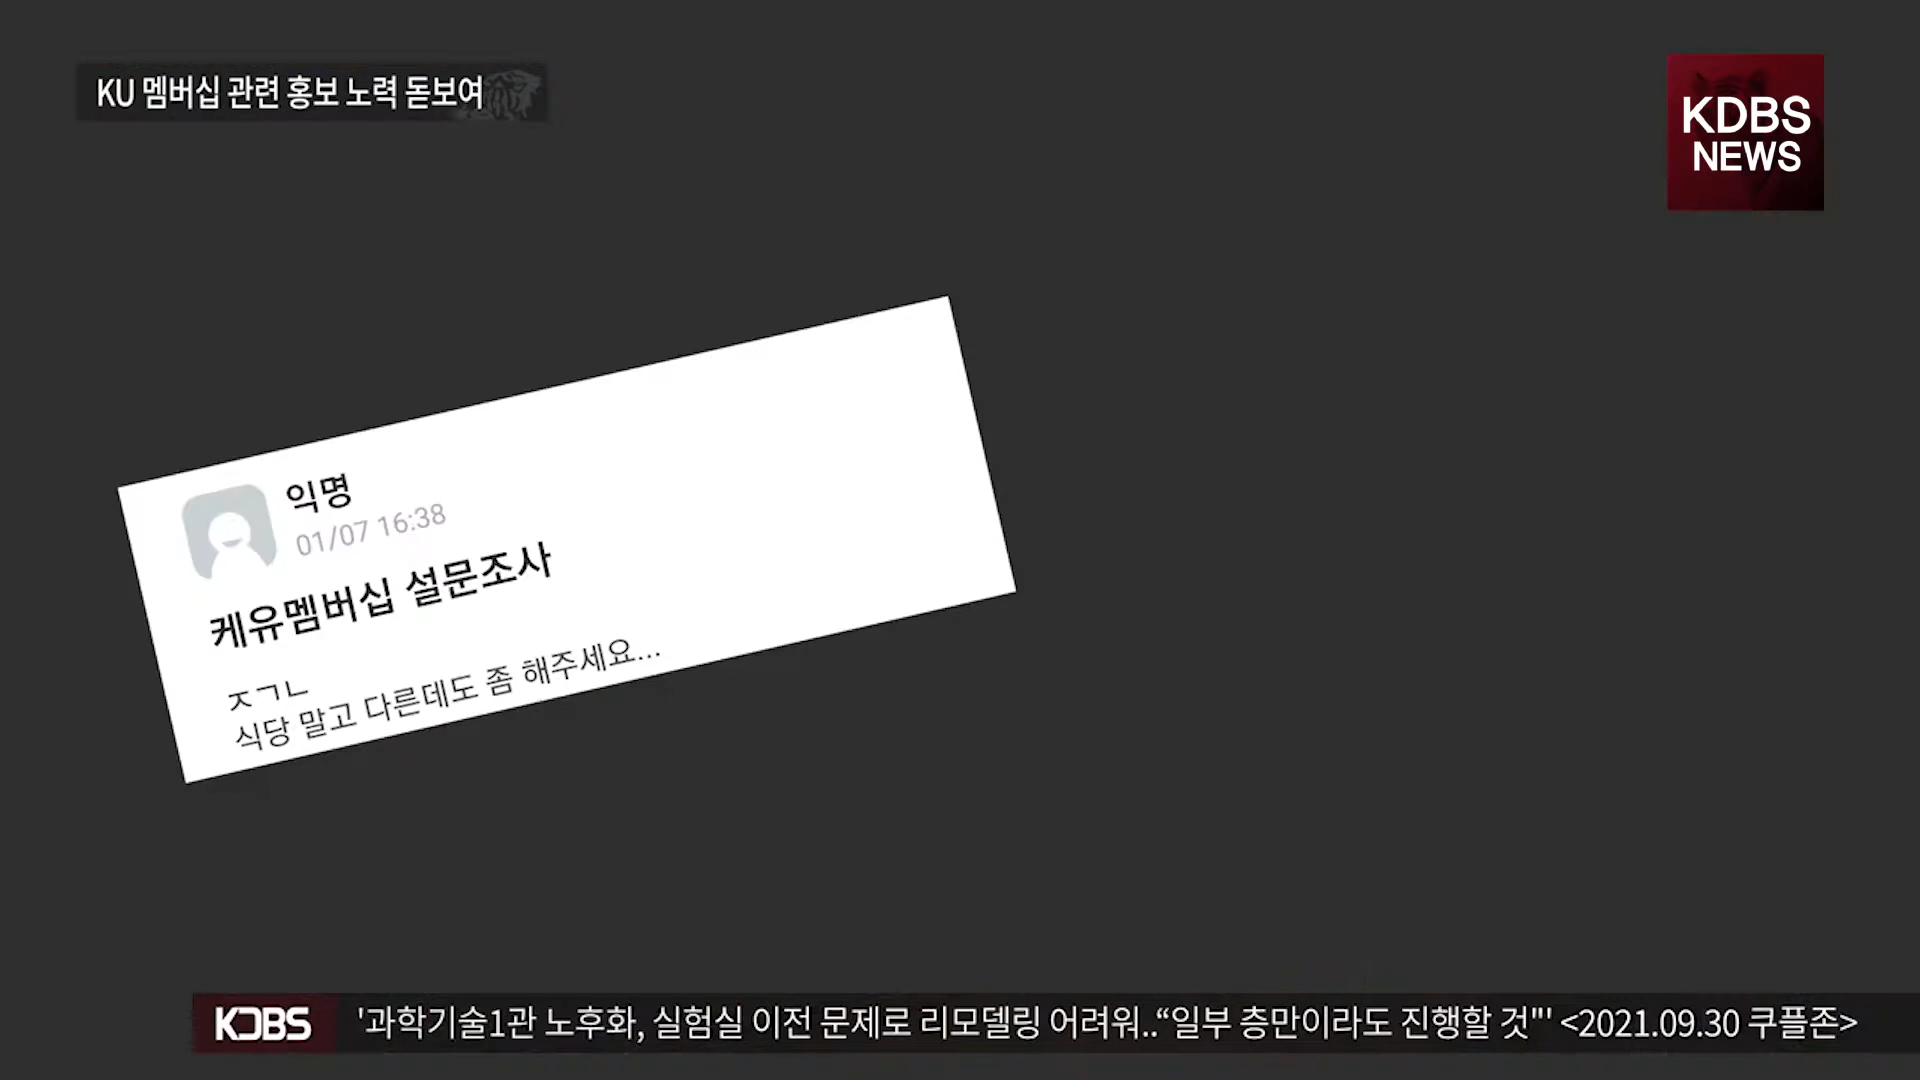 KU 멤버십 관련 홍보 노력 돋보여
KDBS
NEWS
익명
01/07 16:38
케유멤버십 설문조사
ㅈㄱㄴ
식당 말고 다른데도 좀 해주세요...
KDBS '과학기술1관 노후화, 실험실 이전 문제로 리모델링 어려워..“일부 층만이라도 진행할 것"' <2021.09.30 쿠플존>